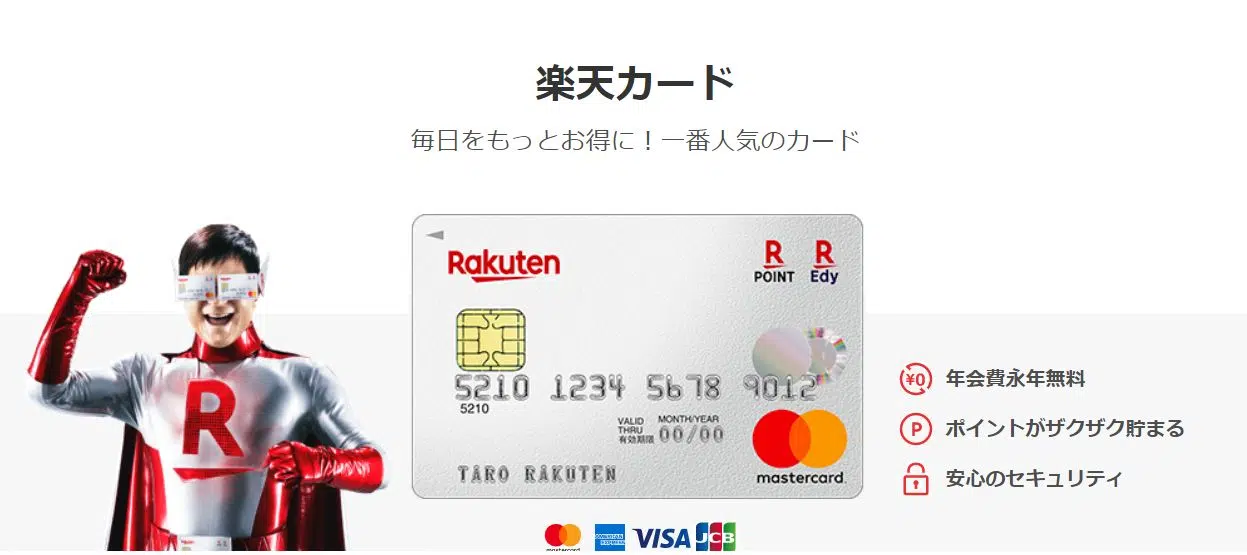 楽天カード
毎日をもっとお得に！一番人気のカード
Rakuten
R
POINT
R
Edy
5210 1234 5678 9012
5210
VALID
THRU
有効期限
MONTH/YEAR
00/00
TARO RAKUTEN
mastercard.
R
¥0 年会費永年無料
P ポイントがザクザク貯まる
安心のセキュリティ
mastercard
AMERICAN
EXPRESS
VISA
JCB